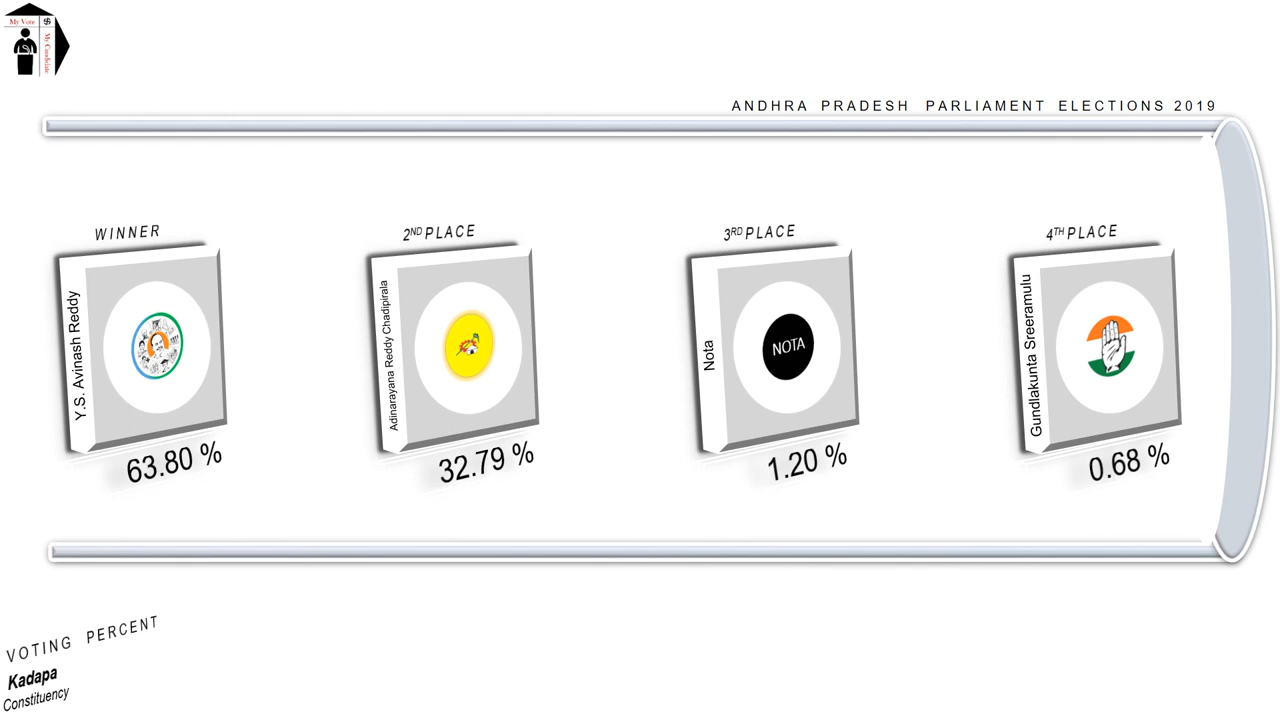 My Vote
My Candidate
ANDHRA PRADESH PARLIAMENT ELECTIONS 2019
WINNER
Y.S. Avinash Reddy
63.80 %
2ND PLACE
Adinarayana Reddy Chadipirala
32.79 %
3RD PLACE
Nota
NOTA
1.20 %
4TH PLACE
Gundlakunta Sreeramulu
0.68 %
VOTING PERCENT
Kadapa
Constituency